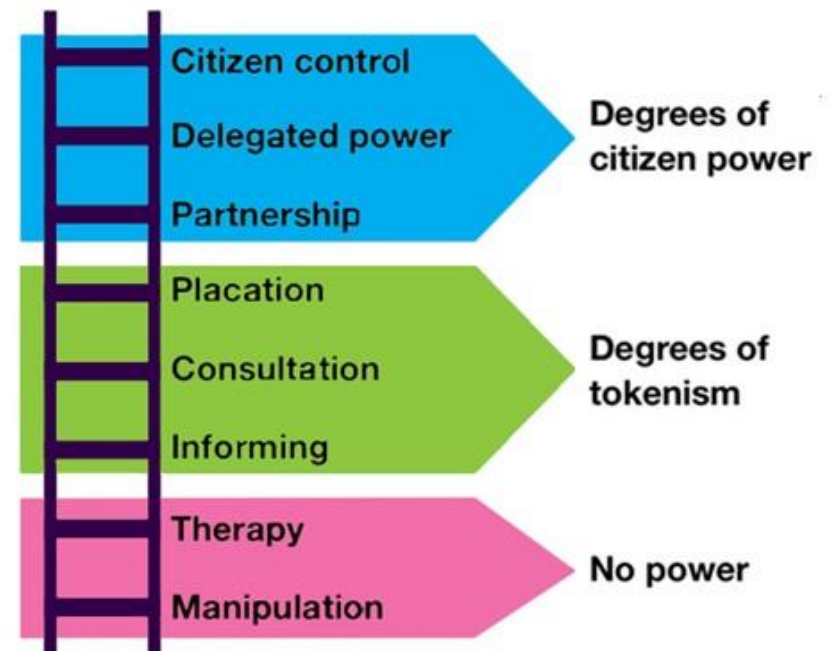 Citizen control
Delegated power
Partnership
Degrees of
citizen power
Placation
Consultation
Informing
Degrees of
tokenism
Therapy
Manipulation
No power